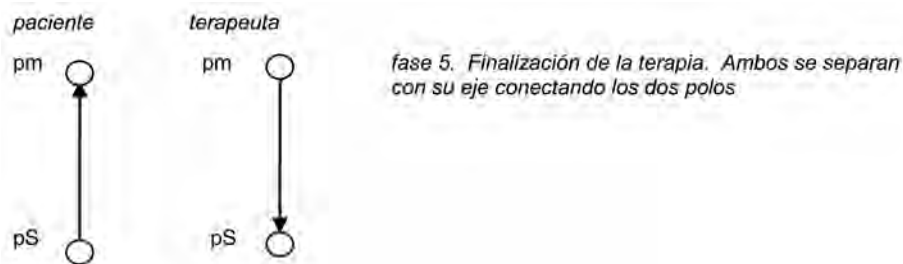 paciente terapeuta
pm pm
fase 5. Finalización de la terapia. Ambos se separan
con su eje conectando los dos polos
pS pS